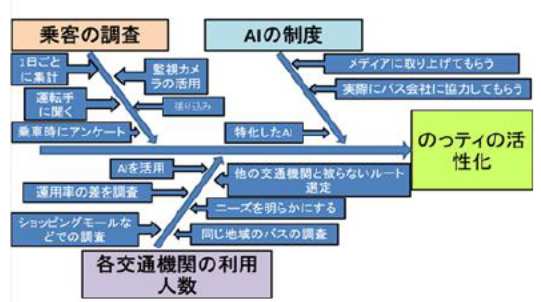 乗客の調査
AIの制度
1日ごと
に集計
監視カメ
ラの活用
メディアに取り上げてもらう
運転手
に聞く
実際にバス会社に協力してもらう
乗車時にアンケート
特化したAI
のっティの活
性化
AIを活用
他の交通機関と被らないルート
選定
運用率の差を調査
ニーズを明らかにする
ショッピングモールな
どでの調査
同じ地域のバスの調査
各交通機関の利用
人数